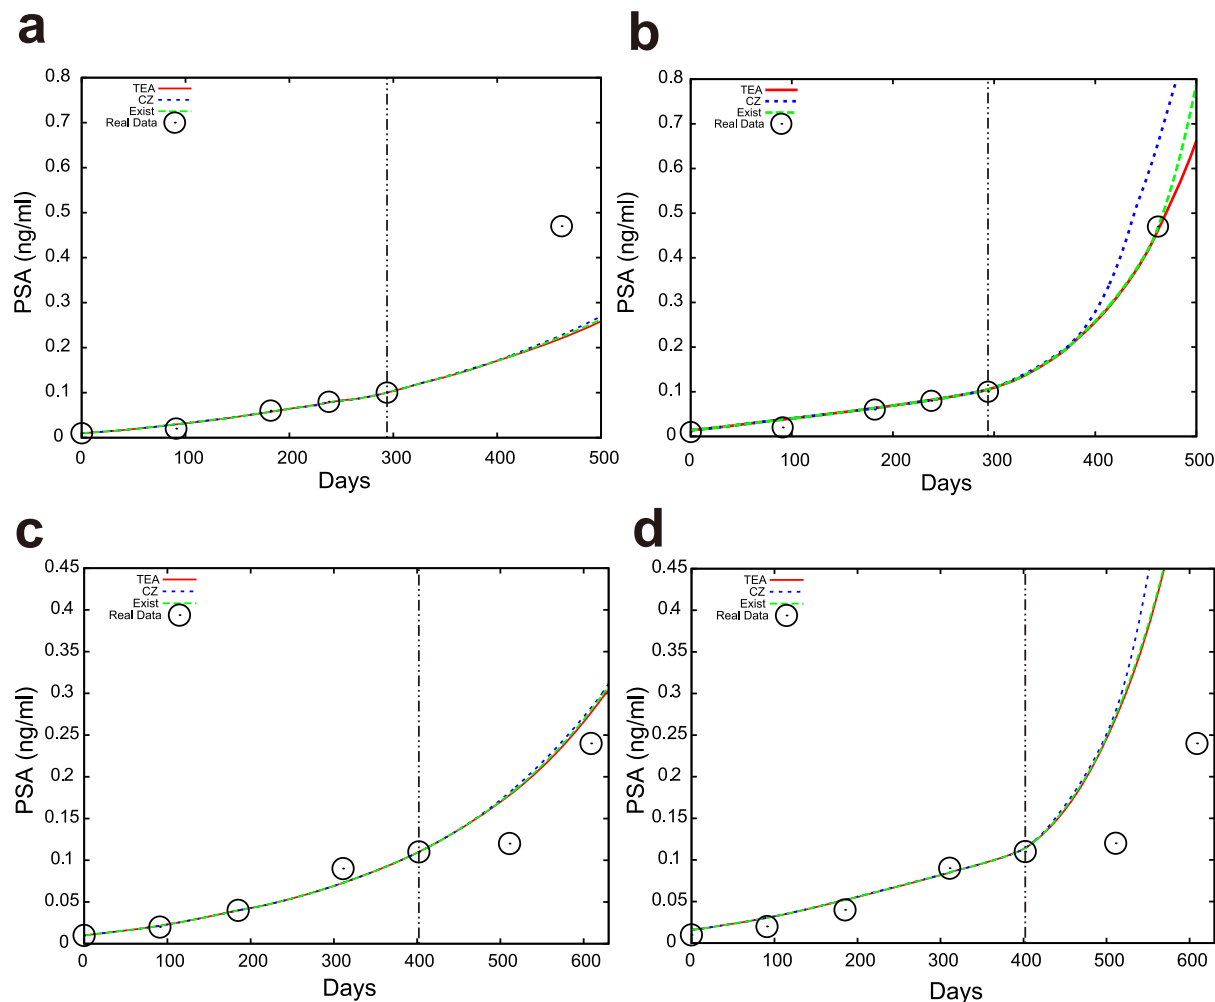 a
0.8
0.7
0.6
0.5
0.4
0.3
0.2
0.1
0
PSA (ng/ml)
TEA
CZ
Exist
Real Data
0 100 200 300 400 500
Days
b
0.8
0.7
0.6
0.5
0.4
0.3
0.2
0.1
0
PSA (ng/ml)
TEA
CZ
Exist
Real Data
0 100 200 300 400 500
Days
c
0.45
0.4
0.35
0.3
0.25
0.2
0.15
0.1
0.05
0
PSA (ng/ml)
TEA
CZ
Exist
Real Data
0 100 200 300 400 500 600
Days
d
0.45
0.4
0.35
0.3
0.25
0.2
0.15
0.1
0.05
0
PSA (ng/ml)
TEA
CZ
Exist
Real Data
0 100 200 300 400 500 600
Days